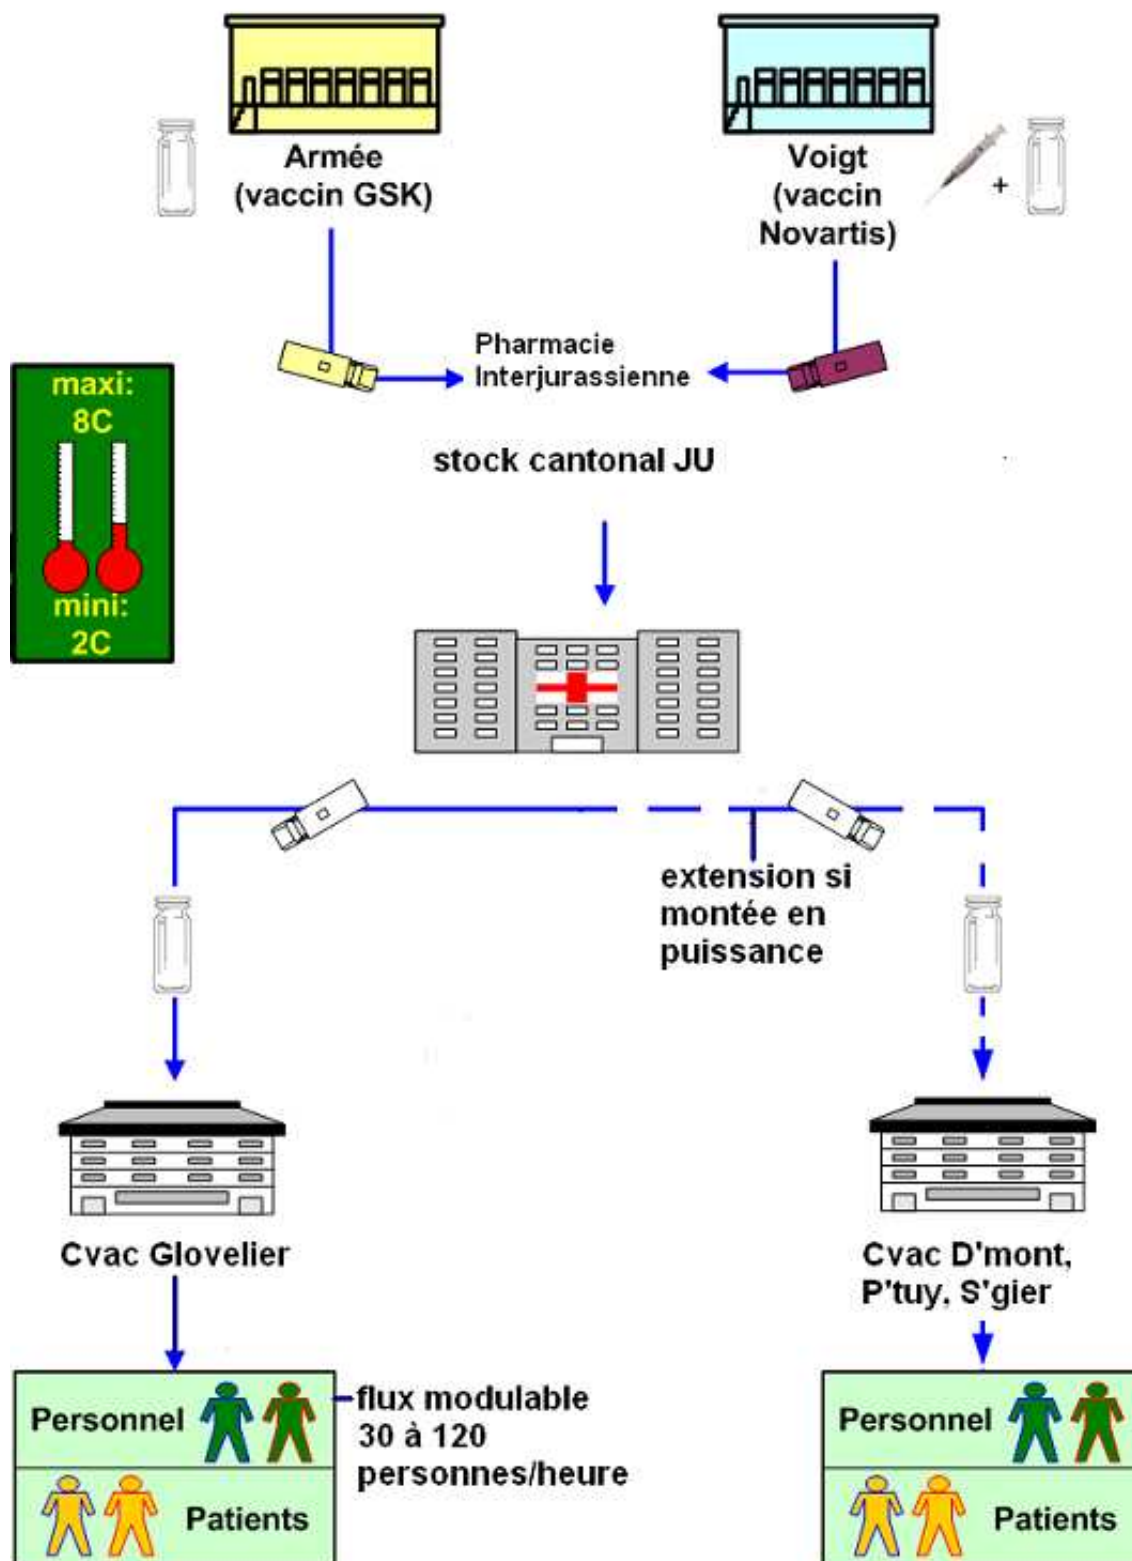 Armée
(vaccin GSK)
Voigt
(vaccin
Novartis)
+
Pharmacie
Interjurassienne
maxi:
8C
mini:
2C
stock cantonal JU
extension si
montée en
puissance
Cvac Glovelier
Cvac D'mont,
P'tuy, S'gier
Personnel
Patients
flux modulable
30 à 120
personnes/heure
Personnel
Patients